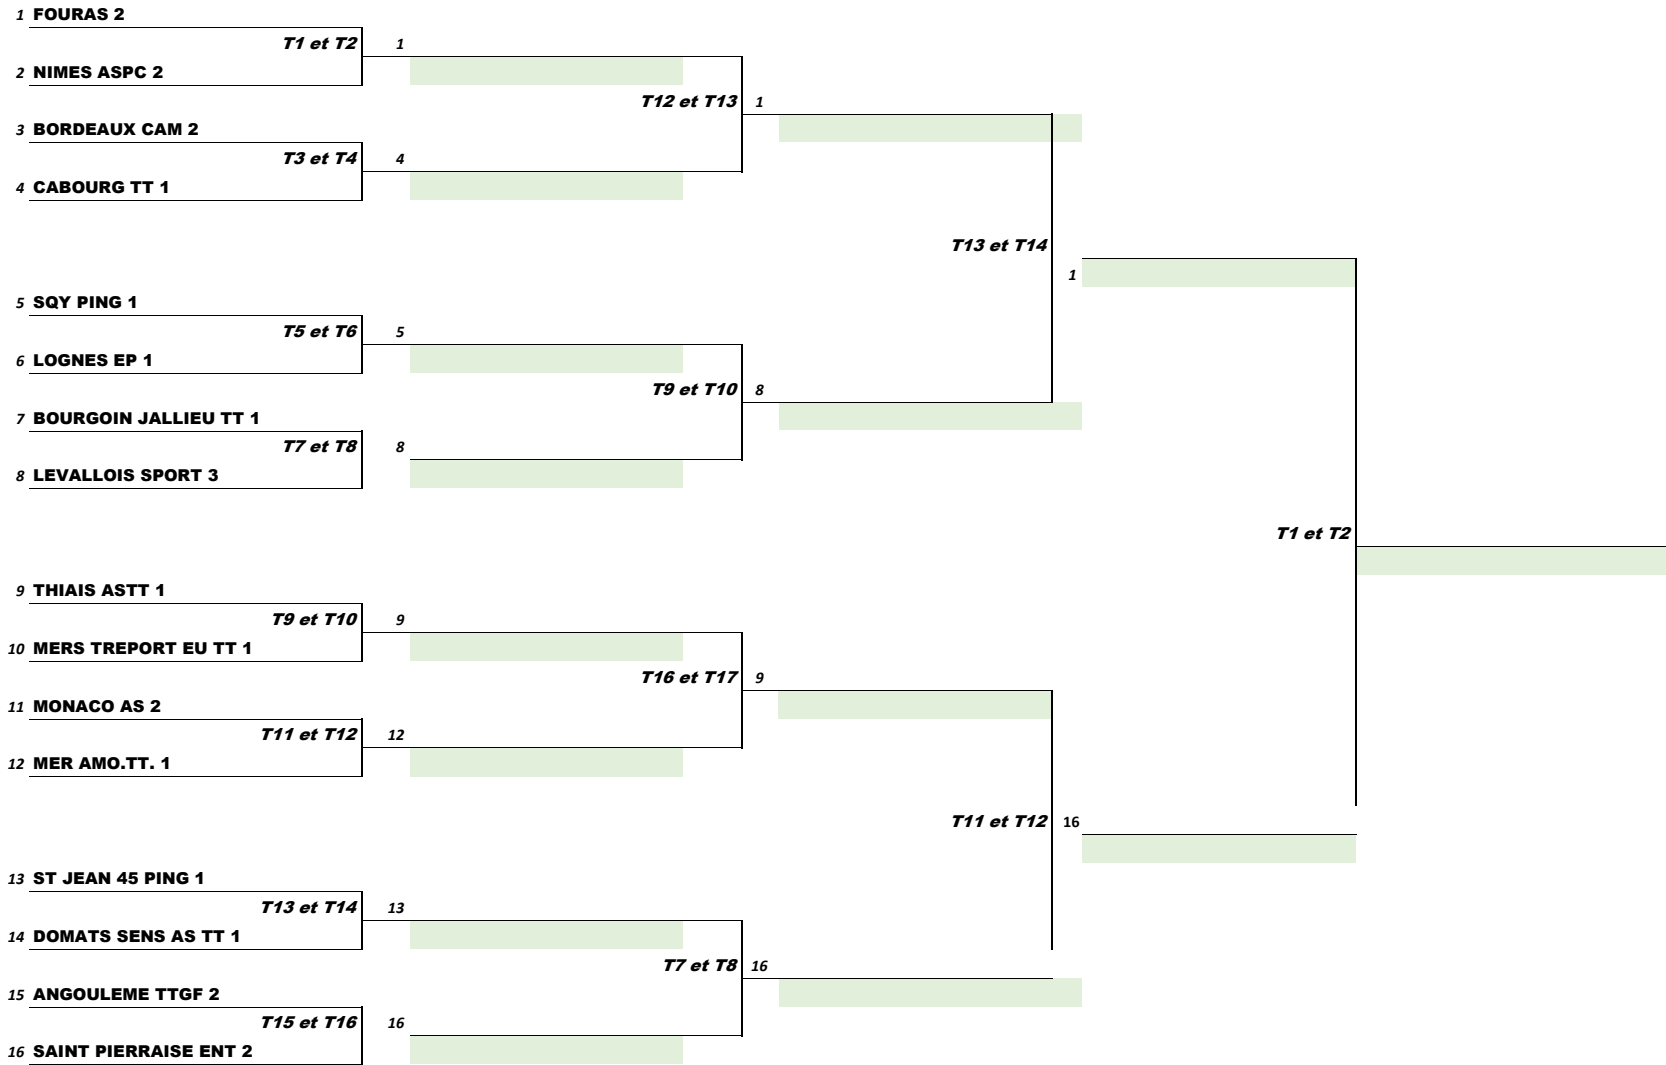 1 FOURAS 2
T1 et T2 1
2 NIMES ASPC 2
T12 et T13 1
3 BORDEAUX CAM 2
T3 et T4 4
4 CABOURG TT 1
T13 et T14
1
5 SQY PING 1
T5 et T6 5
6 LOGNES EP 1
T9 et T10 8
7 BOURGOIN JALLIEU TT 1
T7 et T8 8
8 LEVALLOIS SPORT 3
T1 et T2
9 THIAIS ASTT 1
T9 et T10 9
10 MERS TREPORT EU TT 1
T16 et T17 9
11 MONACO AS 2
T11 et T12 12
12 MER AMO.TT. 1
T11 et T12 16
13 ST JEAN 45 PING 1
T13 et T14 13
14 DOMATS SENS AS TT 1
T7 et T8 16
15 ANGOULEME TTGF 2
T15 et T16 16
16 SAINT PIERRAISE ENT 2